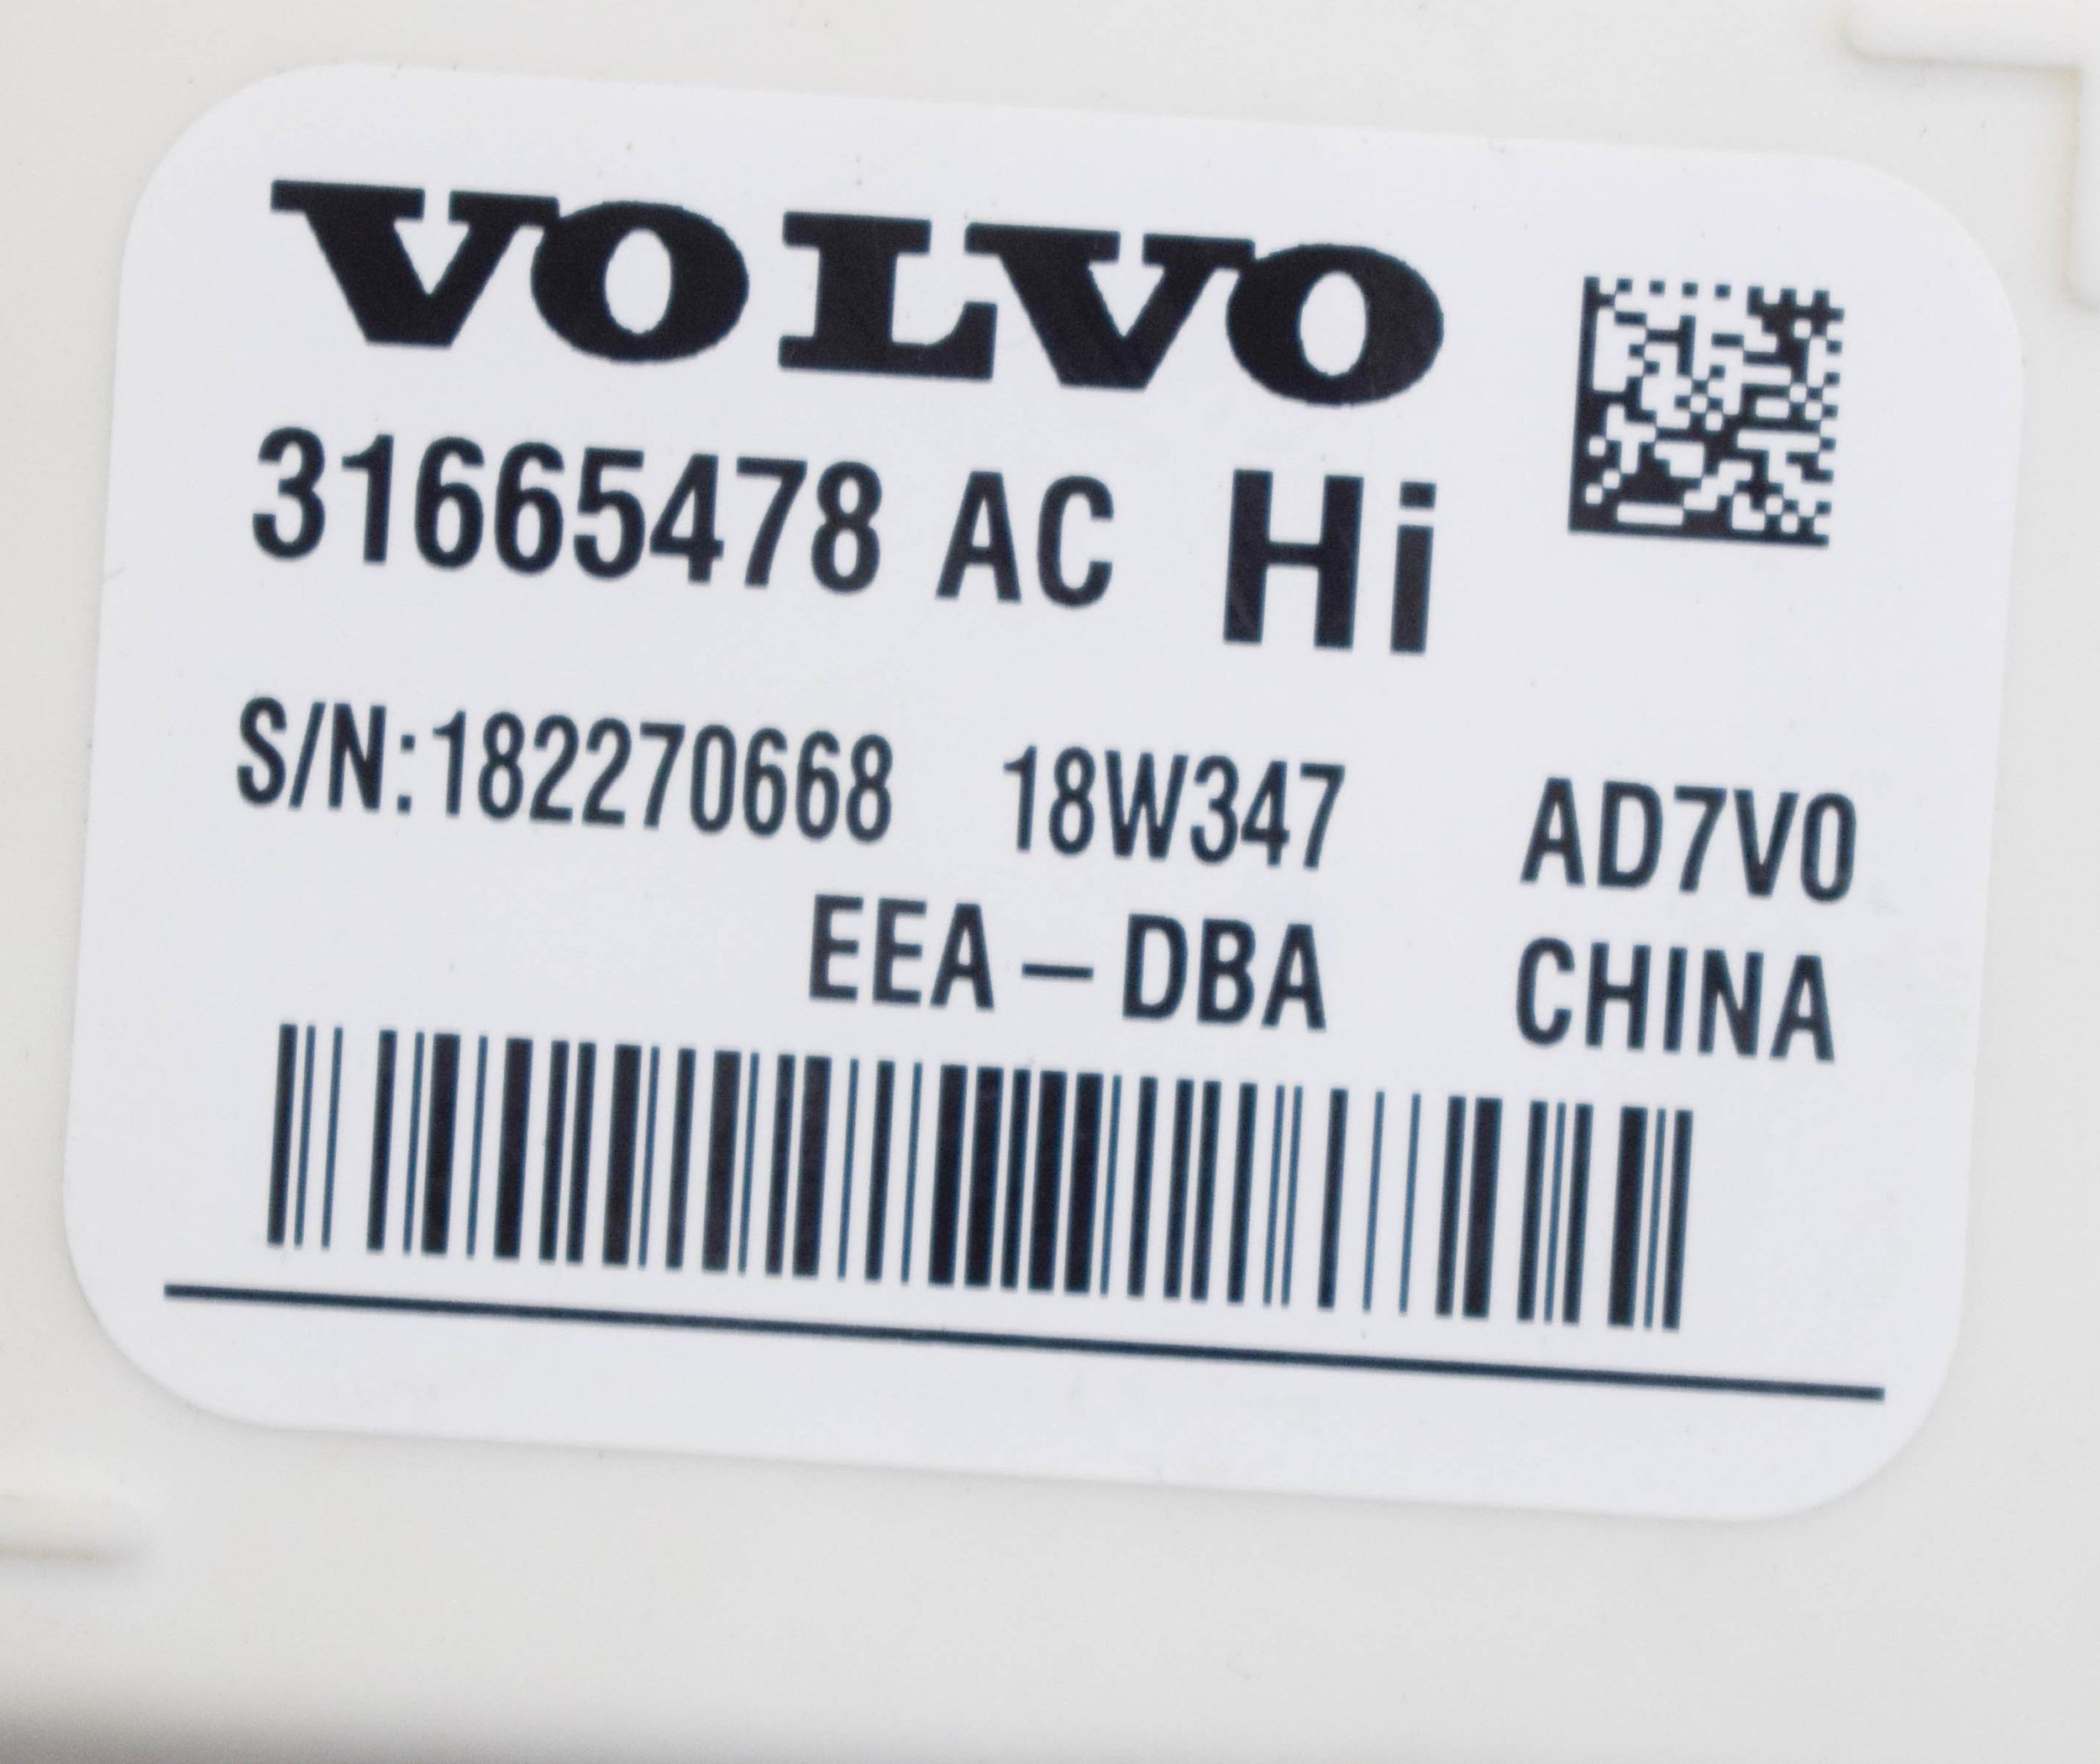 VOLVO
31665478 AC Hi
S/N:182270668 18W347 AD7V0
EEA-DBA CHINA